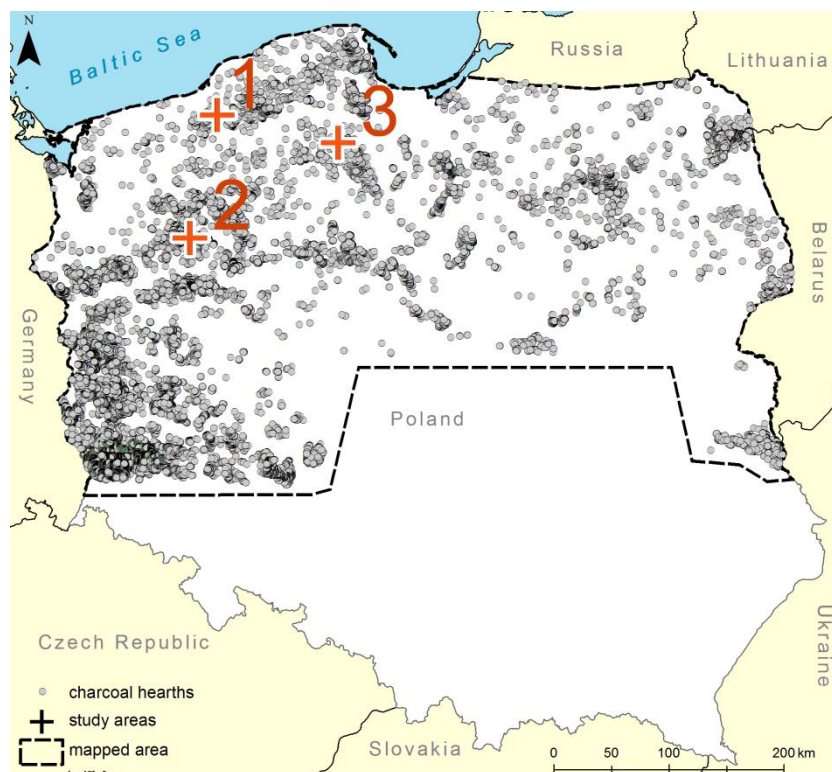 N
Baltic Sea
Russia
Lithuania
1
3
2
Belarus
Germany
Poland
Ukraine
Czech Republic
charcoal hearths
study areas
mapped area
Slovakia
0 50 100 200 km